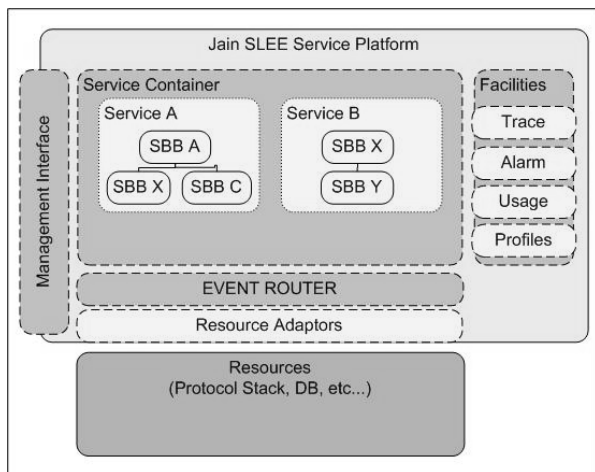 Jain SLEE Service Platform
Management Interface
Service Container
Service A
SBB A
SBB X
SBB C
Service B
SBB X
SBB Y
Facilities
Trace
Alarm
Usage
Profiles
EVENT ROUTER
Resource Adaptors
Resources
(Protocol Stack, DB, etc...)